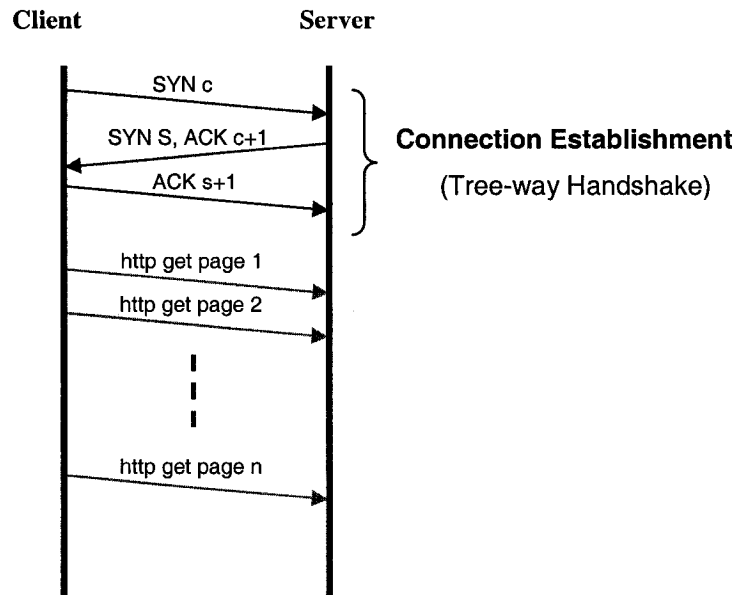 Client
Server
SYN c
SYN S, ACK c+1
ACK s+1
Connection Establishment
(Tree-way Handshake)
http get page 1
http get page 2
http get page n